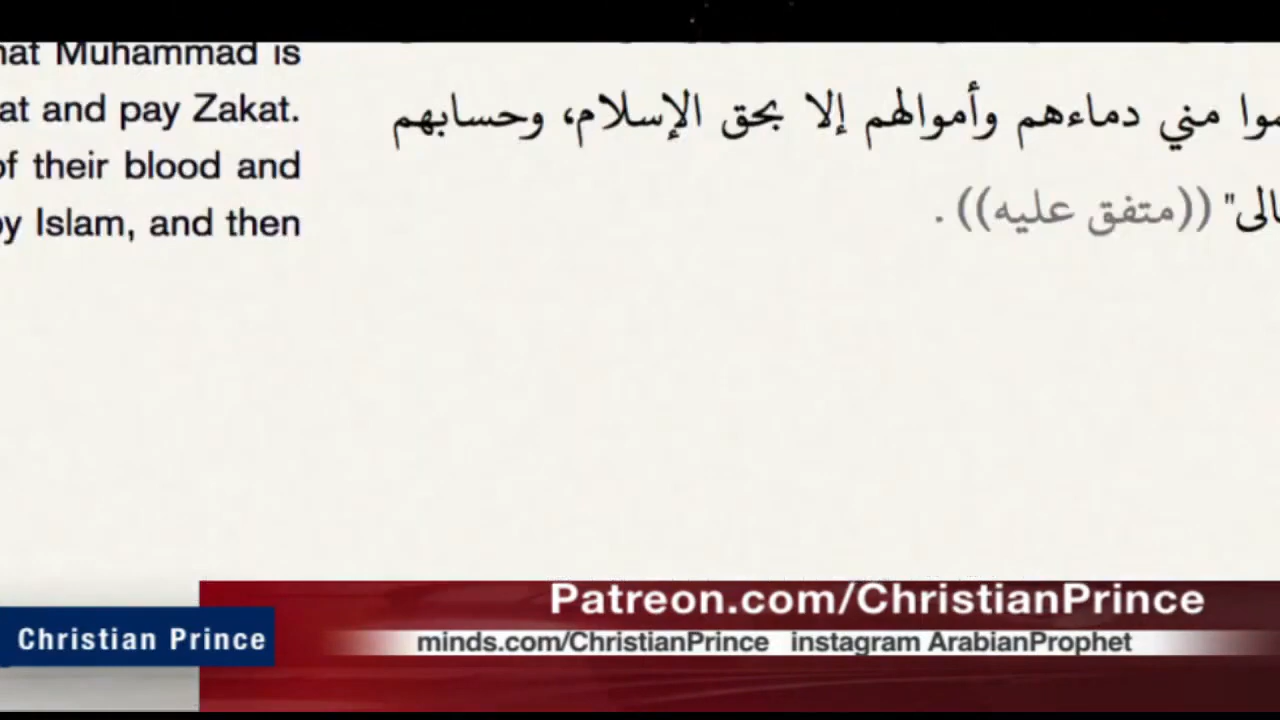 hat Muhammad is
at and pay Zakat.
of their blood and
by Islam, and then
موا مني دماءهم وأموالهم إلا بحق الإسلام، وحسابهم
الى" ((متفق عليه)) .
Patreon.com/ChristianPrince
Christian Prince
minds.com/ChristianPrince instagram ArabianProphet